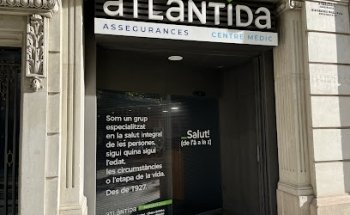 atlantida
ASSEGURANCES CENTRE MÈDIC
Som un grup
especialitzat
en la salut integral
de les persones,
sigui quina sigui
l'edat,
les circumstàncies
o l'etapa de la vida.
Des de 1927.
...Salut!
(de l'a a la z)
atlantida